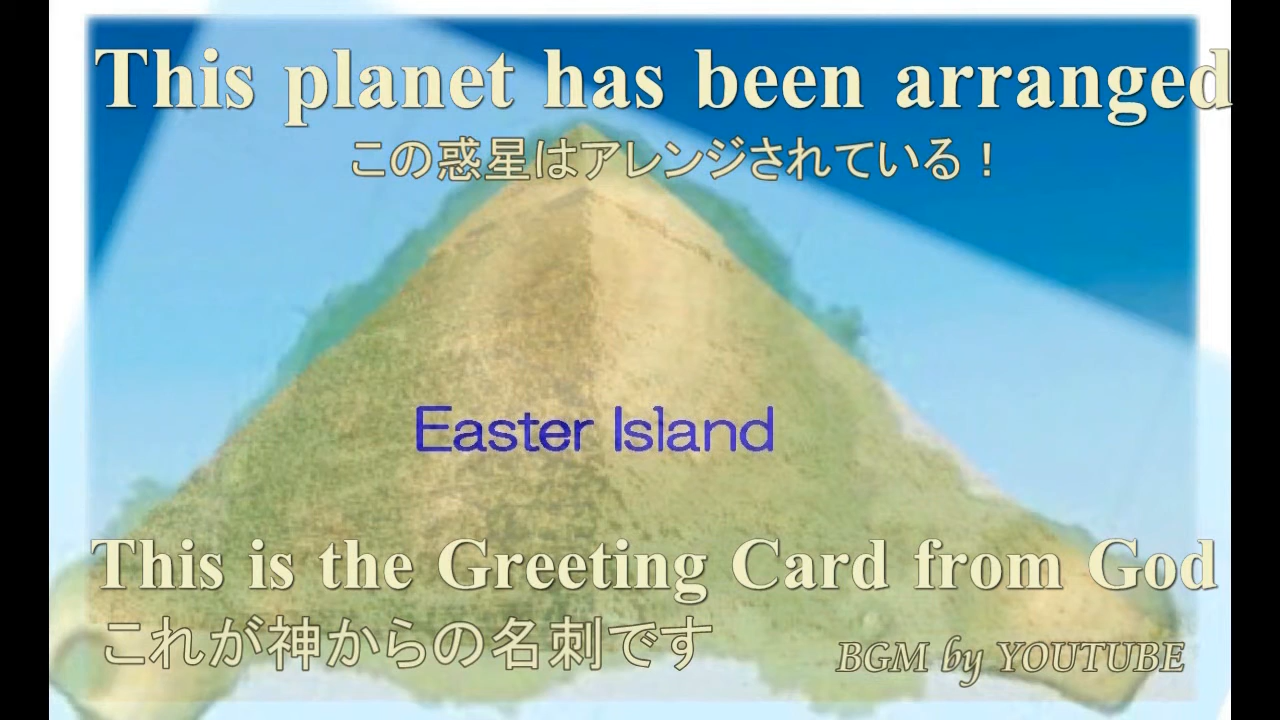 This planet has been arranged
この惑星はアレンジされている！
Easter Island
This is the Greeting Card from God
これが神からの名刺です
BGM by YOUTUBE